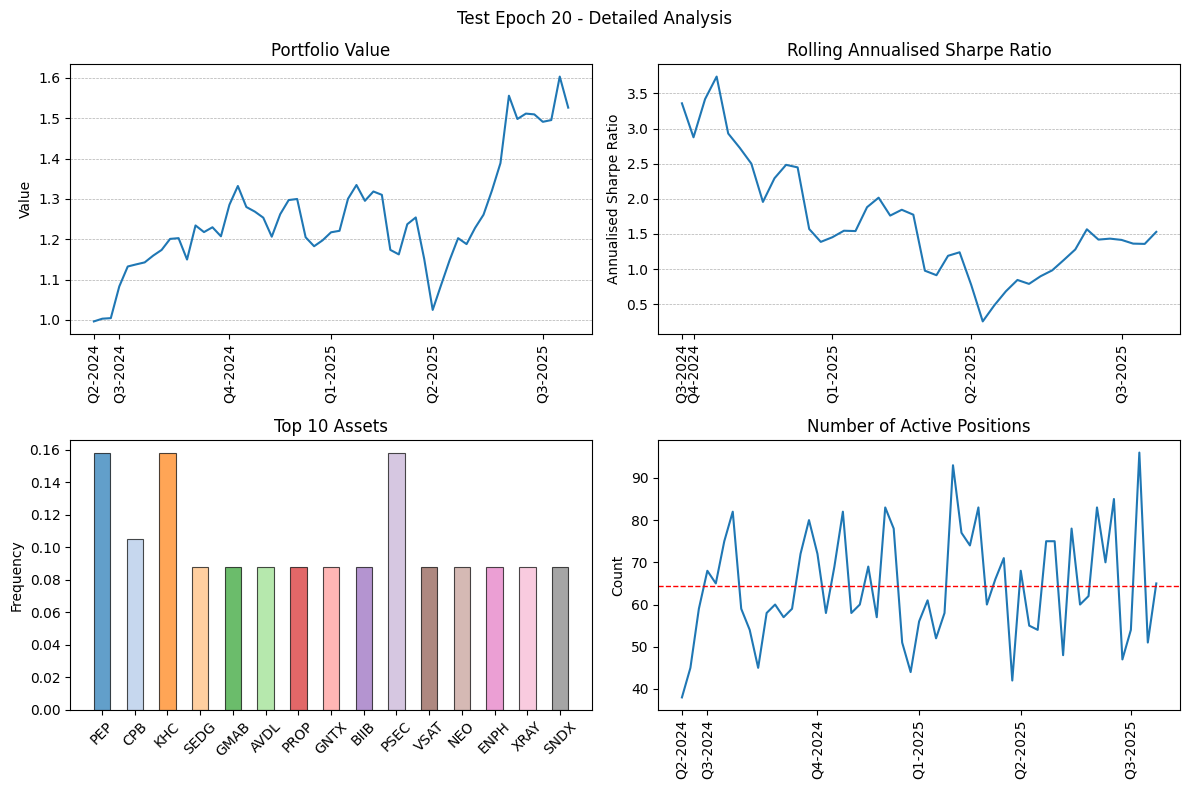 Test Epoch 20 - Detailed Analysis
Portfolio Value
Value
1.6
1.5
1.4
1.3
1.2
1.1
1.0
Q2-2024
Q3-2024
Q4-2024
Q1-2025
Q2-2025
Q3-2025
Rolling Annualised Sharpe Ratio
Annualised Sharpe Ratio
3.5
3.0
2.5
2.0
1.5
1.0
0.5
Q3-2024
Q4-2024
Q1-2025
Q2-2025
Q3-2025
Top 10 Assets
Frequency
0.16
0.14
0.12
0.10
0.08
0.06
0.04
0.02
0.00
PEP
CPB
KHC
SEDG
GMAB
AVDL
PROP
GNTX
BIIB
PSEC
VSAT
NEO
ENPH
XRAY
SNDX
Number of Active Positions
Count
90
80
70
60
50
40
Q2-2024
Q3-2024
Q4-2024
Q1-2025
Q2-2025
Q3-2025